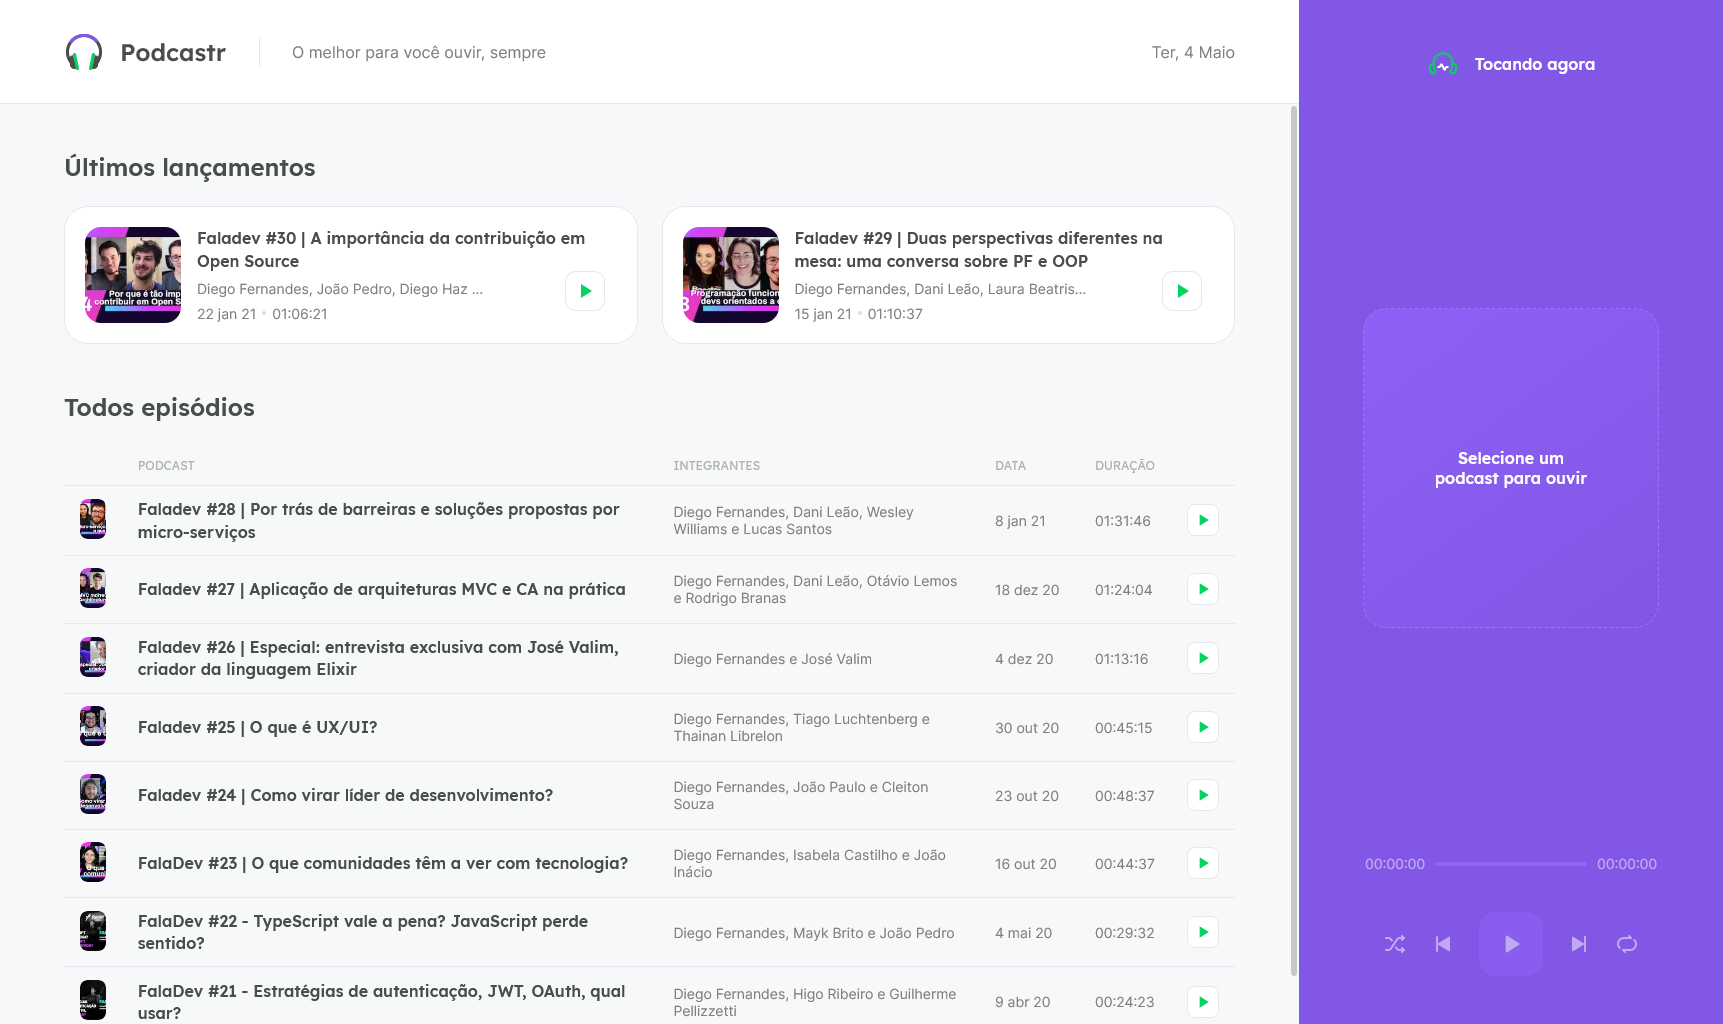 Podcastr
O melhor para você ouvir, sempre
Ter, 4 Maio
Tocando agora
Últimos lançamentos
Faladev #30 | A importância da contribuição em
Open Source
Diego Fernandes, João Pedro, Diego Haz ...
22 jan 21 • 01:06:21
Por que é tão imp
contribuir em Open S
Faladev #29 | Duas perspectivas diferentes na
mesa: uma conversa sobre PF e OOP
Diego Fernandes, Dani Leão, Laura Beatris...
15 jan 21 • 01:10:37
Programação funcion
devs orientados a
Todos episódios
PODCAST INTEGRANTES DATA DURAÇÃO
Faladev #28 | Por trás de barreiras e soluções propostas por
micro-serviços
Diego Fernandes, Dani Leão, Wesley
Williams e Lucas Santos
8 jan 21
01:31:46
Faladev #27 | Aplicação de arquiteturas MVC e CA na prática
Diego Fernandes, Dani Leão, Otávio Lemos
e Rodrigo Branas
18 dez 20
01:24:04
Faladev #26 | Especial: entrevista exclusiva com José Valim,
criador da linguagem Elixir
Diego Fernandes e José Valim
4 dez 20
01:13:16
Faladev #25 | O que é UX/UI?
Diego Fernandes, Tiago Luchtenberg e
Thainan Librelon
30 out 20
00:45:15
Faladev #24 | Como virar líder de desenvolvimento?
Diego Fernandes, João Paulo e Cleiton
Souza
23 out 20
00:48:37
FalaDev #23 | O que comunidades têm a ver com tecnologia?
Diego Fernandes, Isabela Castilho e João
Inácio
16 out 20
00:44:37
FalaDev #22 - TypeScript vale a pena? JavaScript perde
sentido?
Diego Fernandes, Mayk Brito e João Pedro
4 mai 20
00:29:32
FalaDev #21 - Estratégias de autenticação, JWT, OAuth, qual
usar?
Diego Fernandes, Higo Ribeiro e Guilherme
Pellizzetti
9 abr 20
00:24:23
Selecione um
podcast para ouvir
00:00:00
00:00:00